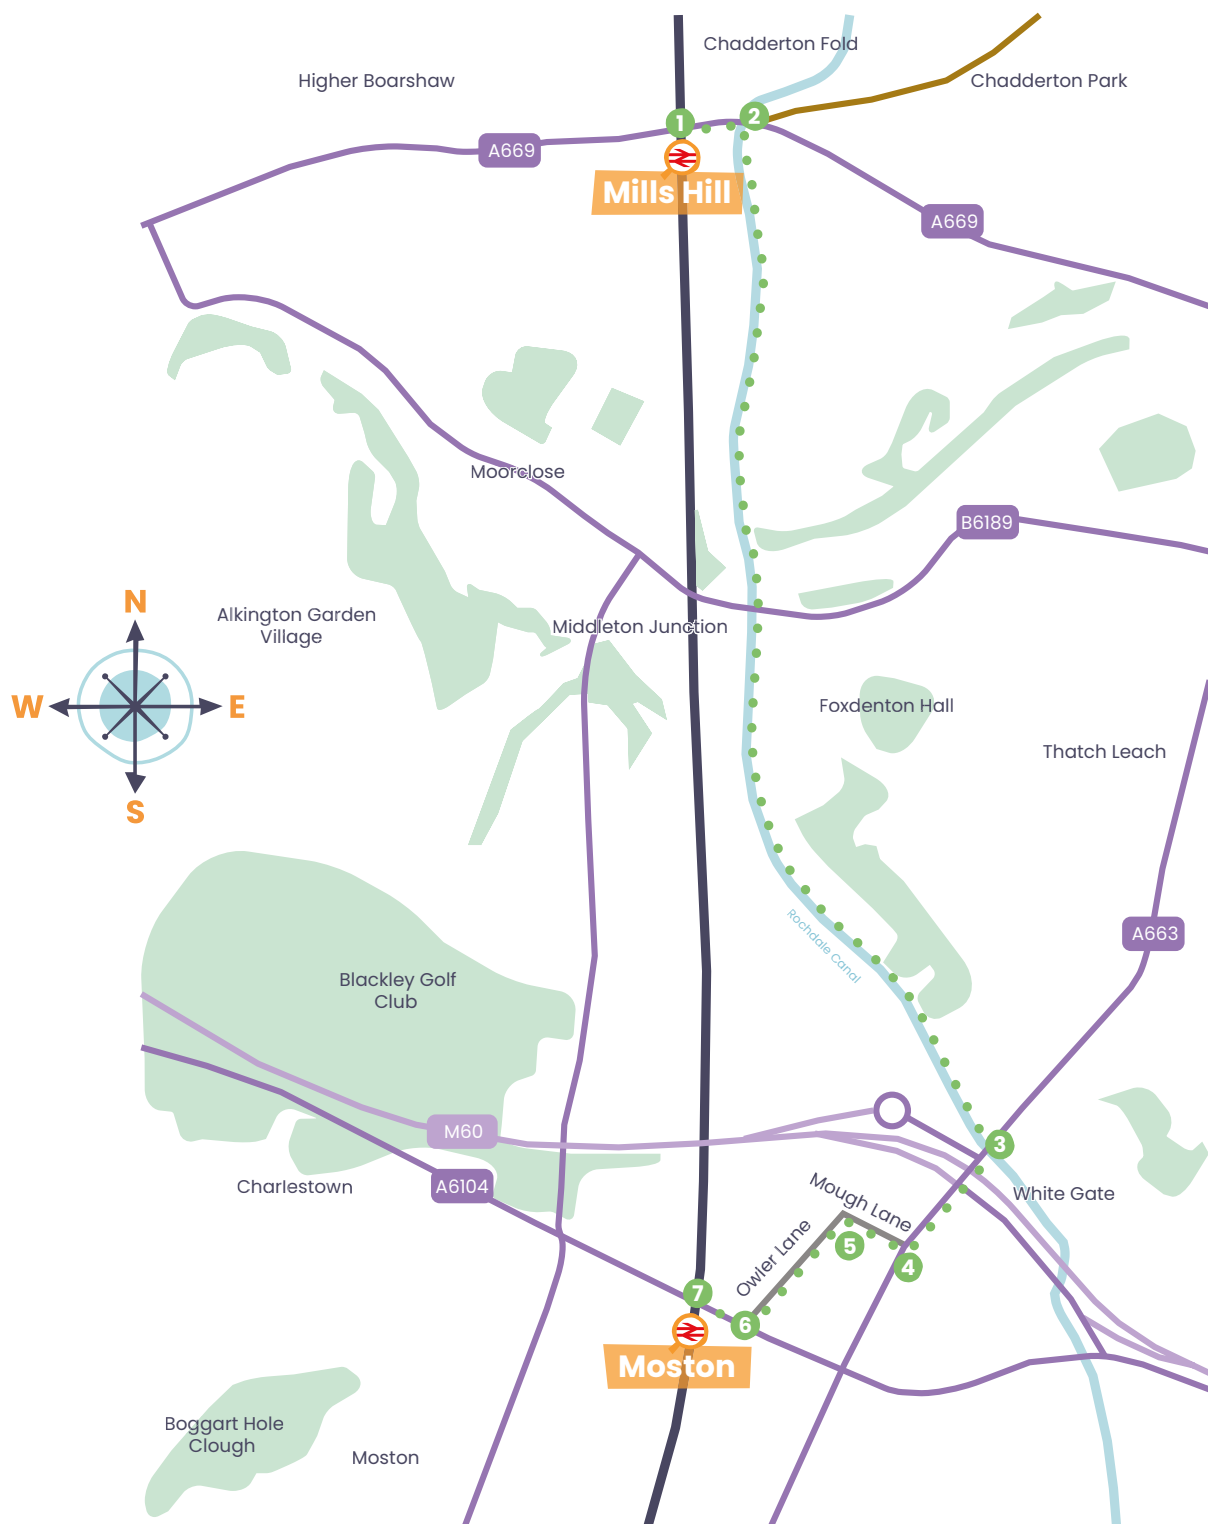 Chadderton Fold
Higher Boarshaw
Chadderton Park
1
2
A669
Mills Hill
A669
Moorclose
B6189
N
Alkington Garden
Village
Middleton Junction
W
E
Foxdenton Hall
Thatch Leach
S
Rochdale Canal
A663
Blackley Golf
Club
M60
3
A6104
Charlestown
White Gate
Mough Lane
Owler Lane
5
4
7
6
Moston
Boggart Hole
Clough
Moston